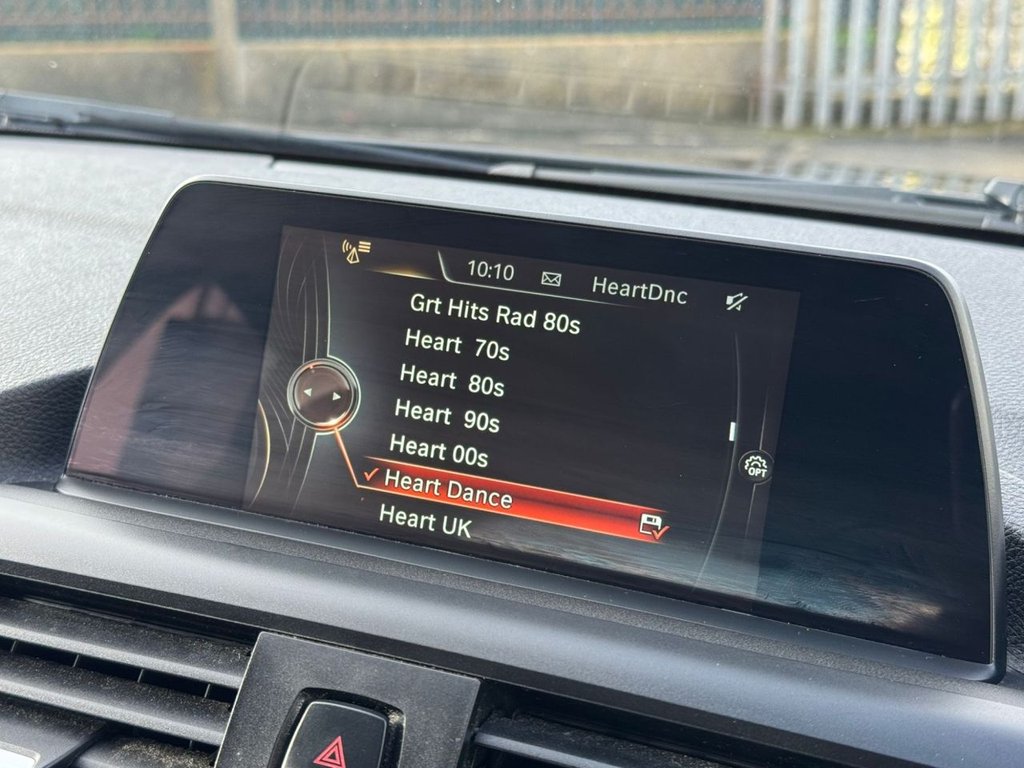 10:10 HeartDnc
Grt Hits Rad 80s
Heart 70s
Heart 80s
Heart 90s
Heart 00s
Heart Dance
Heart UK
OPT